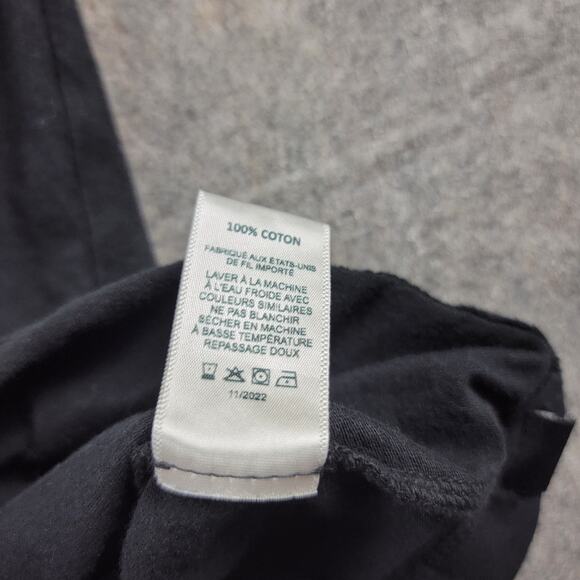 100% COTON
FABRIQUÉ AUX ÉTATS-UNIS
DE FIL IMPORTÉ
LAVER À LA MACHINE
À L'EAU FROIDE AVEC
COULEURS SIMILAIRES
NE PAS BLANCHIR
SÉCHER EN MACHINE
À BASSE TEMPÉRATURE
REPASSAGE DOUX
11/2022